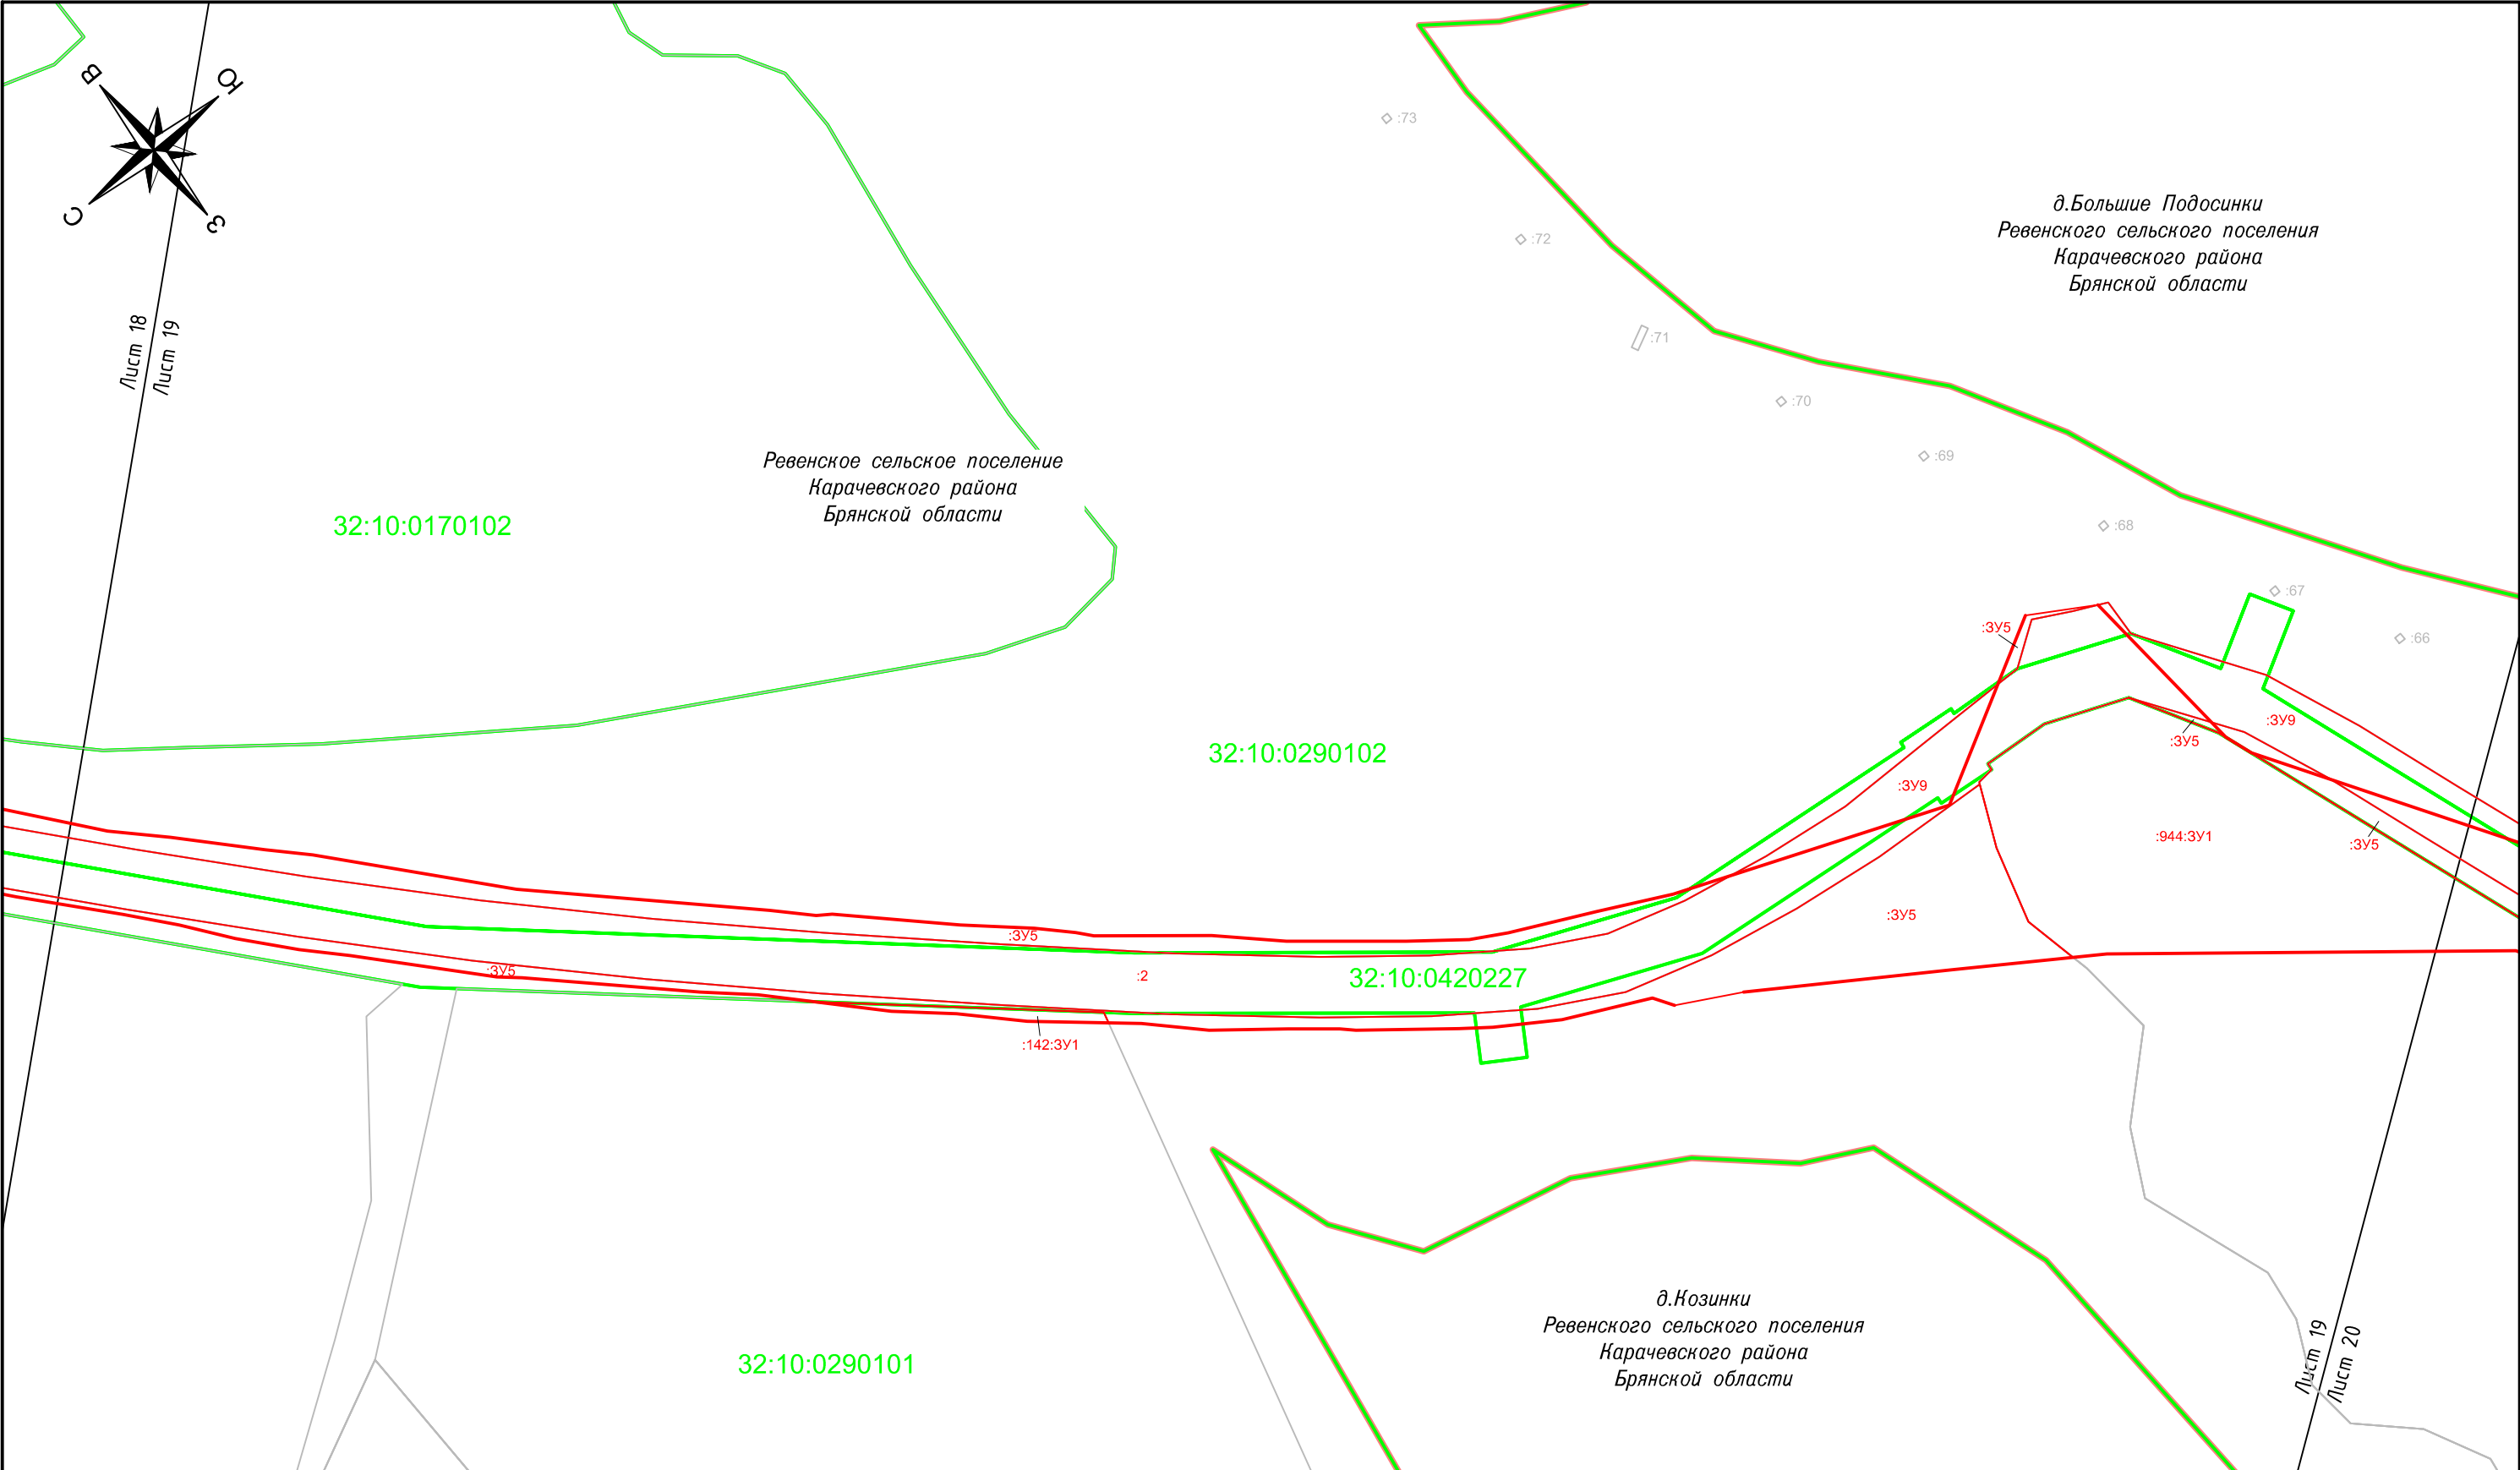 В
Ю
С
З
Лист 18
Лист 19
:73
:72
:71
:70
:69
:68
:67
:66
д.Большие Подосинки
Ревенского сельского поселения
Карачевского района
Брянской области
Ревенское сельское поселение
Карачевского района
Брянской области
32:10:0170102
32:10:0290102
:ЗУ5
:ЗУ9
:ЗУ5
:ЗУ9
:944:ЗУ1
:ЗУ5
:ЗУ5
:ЗУ5
:ЗУ5
:2
32:10:0420227
:142:ЗУ1
д.Козинки
Ревенского сельского поселения
Карачевского района
Брянской области
32:10:0290101
Лист 19
Лист 20